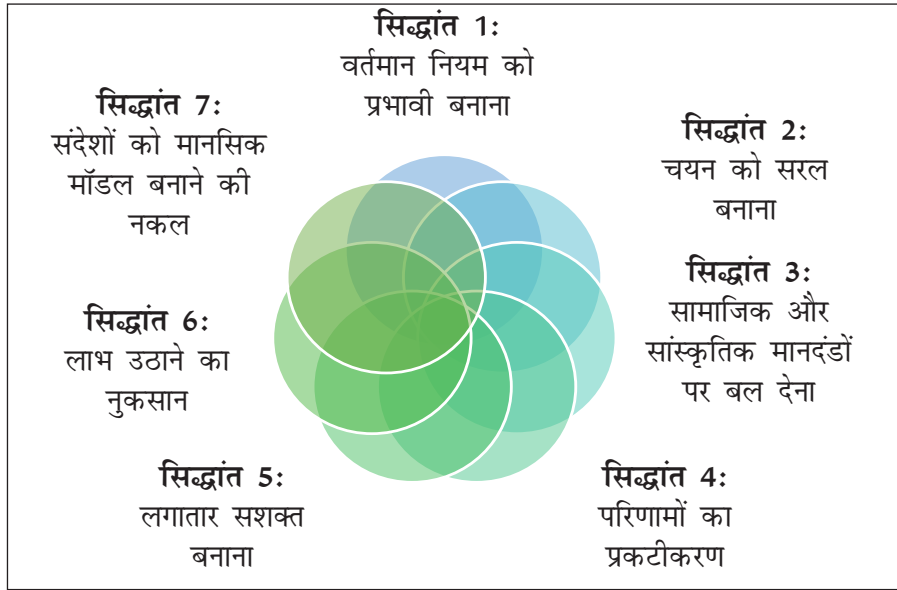 सिद्धांत 1:
वर्तमान नियम को
प्रभावी बनाना
सिद्धांत 2:
चयन को सरल
बनाना
सिद्धांत 3:
सामाजिक और
सांस्कृतिक मानदंडों
पर बल देना
सिद्धांत 4:
परिणामों का
प्रकटीकरण
सिद्धांत 5:
लगातार सशक्त
बनाना
सिद्धांत 6:
लाभ उठाने का
नुकसान
सिद्धांत 7:
संदेशों को मानसिक
मॉडल बनाने की
नकल